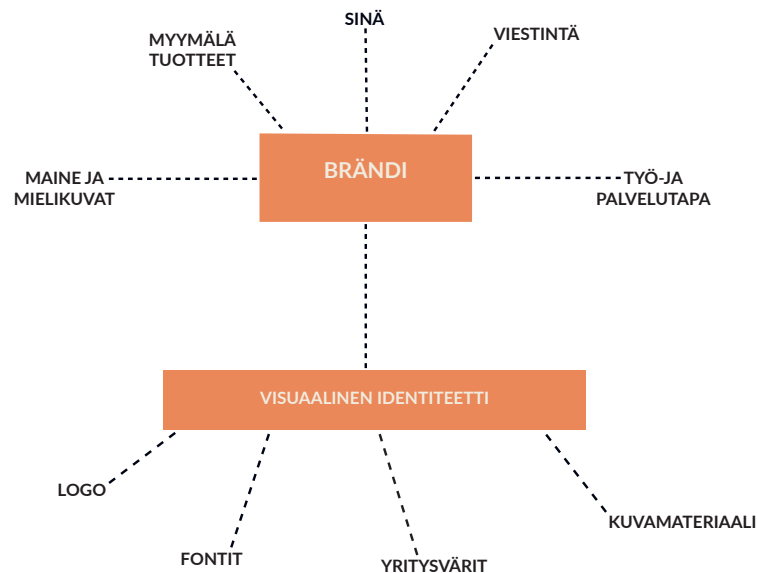 SINÄ
MYYMÄLÄ
TUOTTEET
VIESTINTÄ
BRÄNDI
MAINE JA
MIELIKUVAT
TYÖ-JA
PALVELUTAPA
VISUAALINEN IDENTITEETTI
LOGO
FONTIT
YRITYSVÄRIT
KUVAMATERIAALI